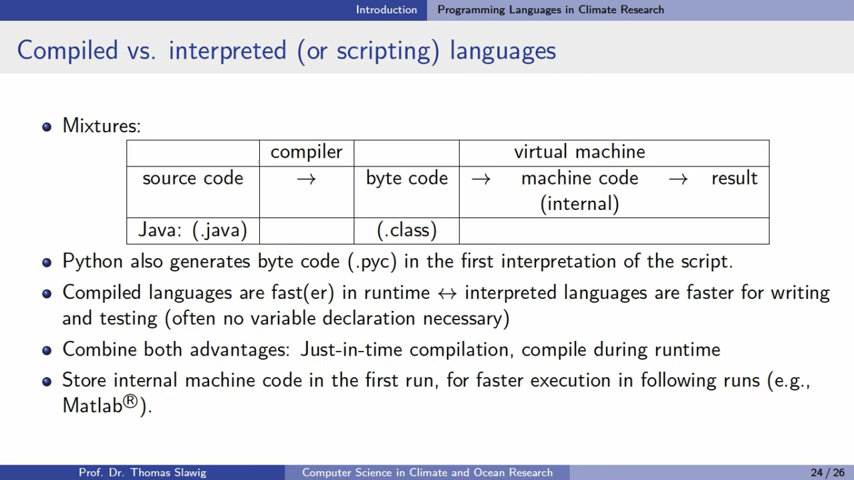 Introduction Programming Languages in Climate Research
Compiled vs. interpreted (or scripting) languages
Mixtures:
compiler virtual machine
source code → byte code → machine code → result
(internal)
Java: (.java) (.class)
Python also generates byte code (.pyc) in the first interpretation of the script.
Compiled languages are fast(er) in runtime ↔ interpreted languages are faster for writing
and testing (often no variable declaration necessary)
Combine both advantages: Just-in-time compilation, compile during runtime
Store internal machine code in the first run, for faster execution in following runs (e.g.,
Matlab®).
Prof. Dr. Thomas Slawig Computer Science in Climate and Ocean Research 24 / 26